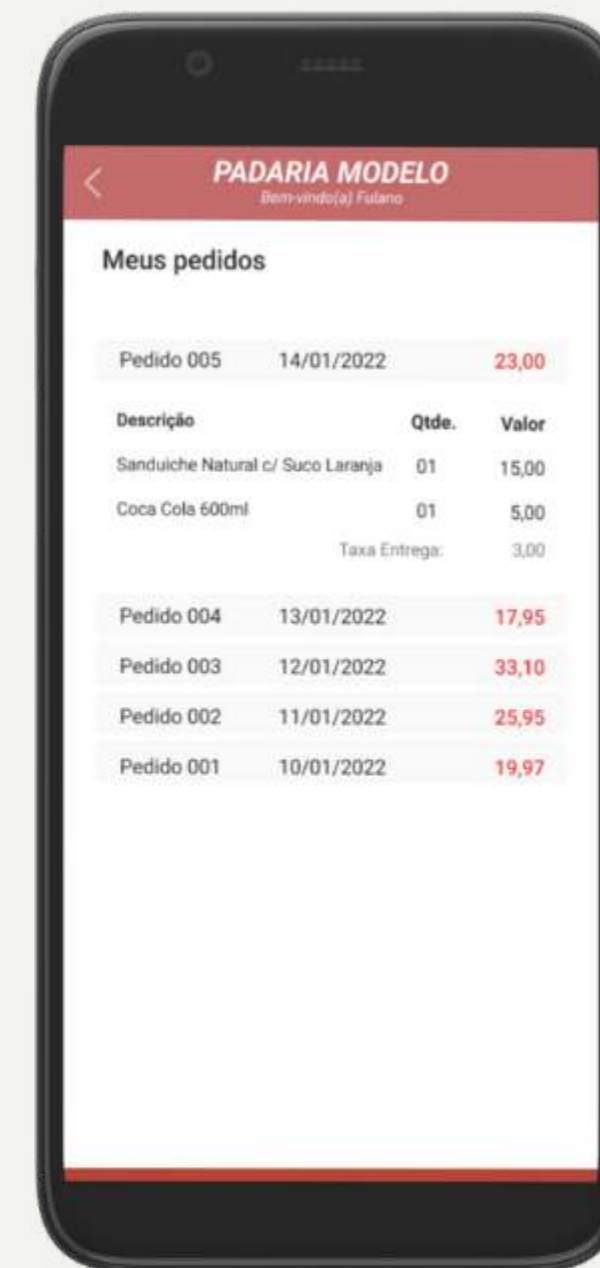 PADARIA MODELO
Bem-vindo(a) Fulano
Meus pedidos
Pedido 005 14/01/2022 23,00
Descrição Qtde. Valor
Sanduiche Natural c/ Suco Laranja 01 15,00
Coca Cola 600ml 01 5,00
Taxa Entrega: 3,00
Pedido 004 13/01/2022 17,95
Pedido 003 12/01/2022 33,10
Pedido 002 11/01/2022 25,95
Pedido 001 10/01/2022 19,97